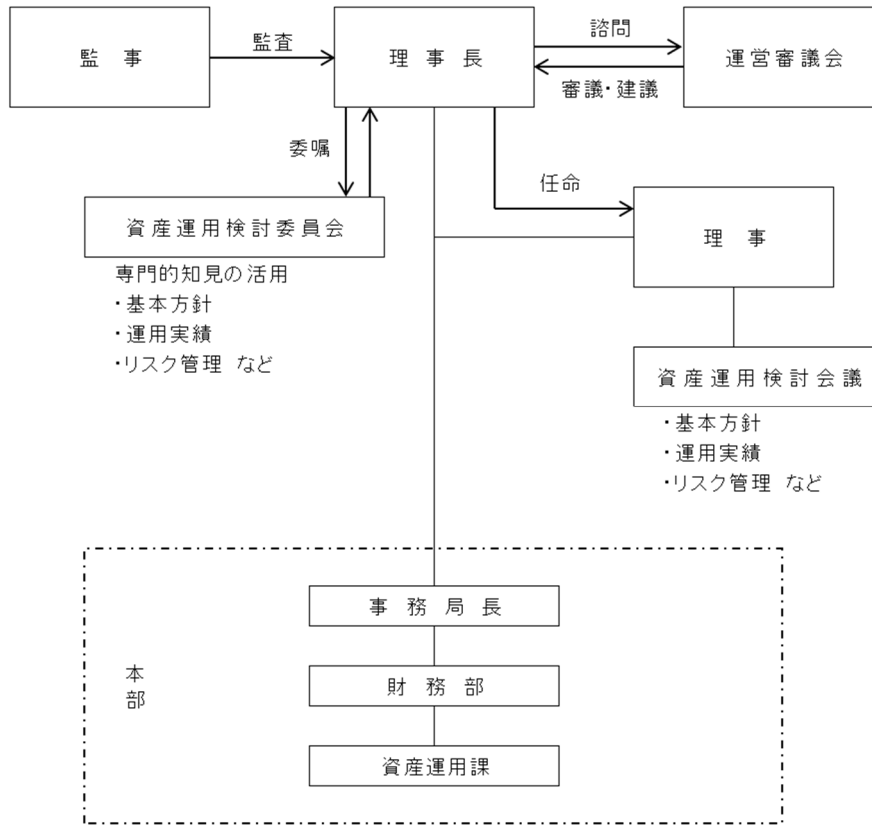 監事
監査
理事長
諮問
審議・建議
運営審議会
委嘱
任命
資産運用検討委員会
専門的知見の活用
・基本方針
・運用実績
・リスク管理 など
理事
資産運用検討会議
・基本方針
・運用実績
・リスク管理 など
本部
事務局長
財務部
資産運用課